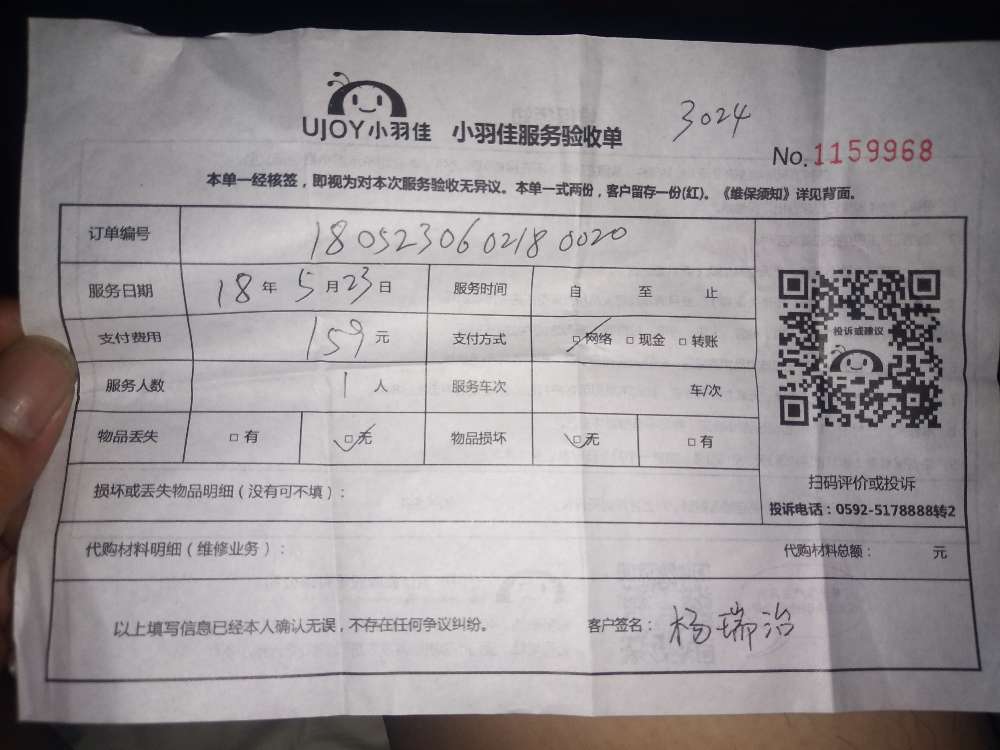 3024
UJOY小羽佳 小羽佳服务验收单
No.1159968
本单一经核签，即视为对本次服务验收无异议。本单一式两份，客户留存一份(红)。《维保须知》详见背面。
订单编号 180523060218 0020
服务日期 18 年 5 月 23 日 服务时间 自 至 止
支付费用 159 元 支付方式 □网络 □现金 □转账
服务人数 1 人 服务车次 车/次
物品丢失 □有 □无 物品损坏 □无 □有
投诉或建议
扫码评价或投诉
投诉电话：0592-5178888转2
损坏或丢失物品明细（没有可不填）：
代购材料明细（维修业务）： 代购材料总额： 元
以上填写信息已经本人确认无误，不存在任何争议纠纷。 客户签名：杨瑞治